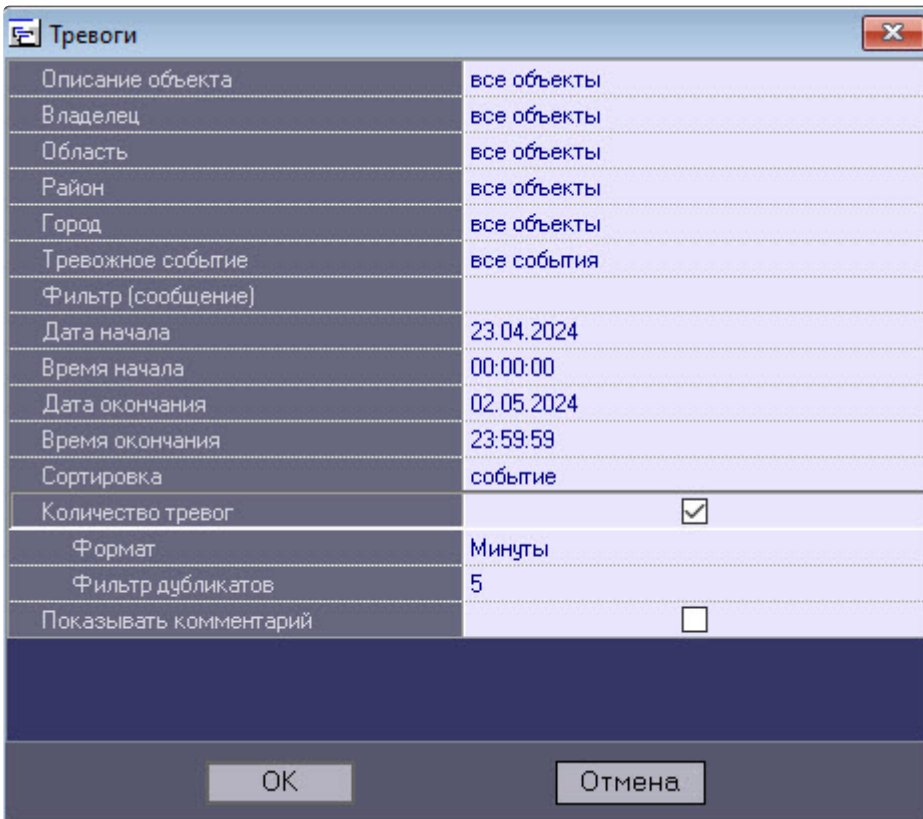 Тревоги
Описание объекта все объекты
Владелец все объекты
Область все объекты
Район все объекты
Город все объекты
Тревожное событие все события
Фильтр (сообщение)
Дата начала 23.04.2024
Время начала 00:00:00
Дата окончания 02.05.2024
Время окончания 23:59:59
Сортировка событие
Количество тревог
Формат Минуты
Фильтр дубликатов 5
Показывать комментарий
OK Отмена